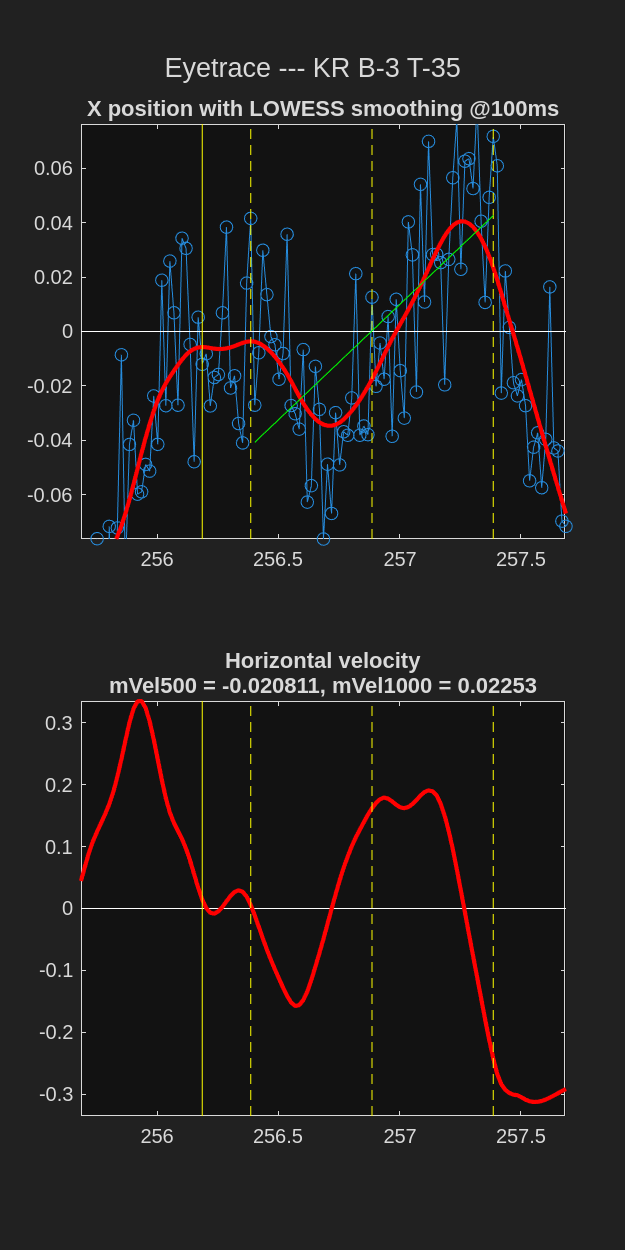 Eyetrace --- KR B-3 T-35
X position with LOWESS smoothing @100ms
0.06
0.04
0.02
0
-0.02
-0.04
-0.06
256 256.5 257 257.5
Horizontal velocity
mVel500 = -0.020811, mVel1000 = 0.02253
0.3
0.2
0.1
0
-0.1
-0.2
-0.3
256 256.5 257 257.5